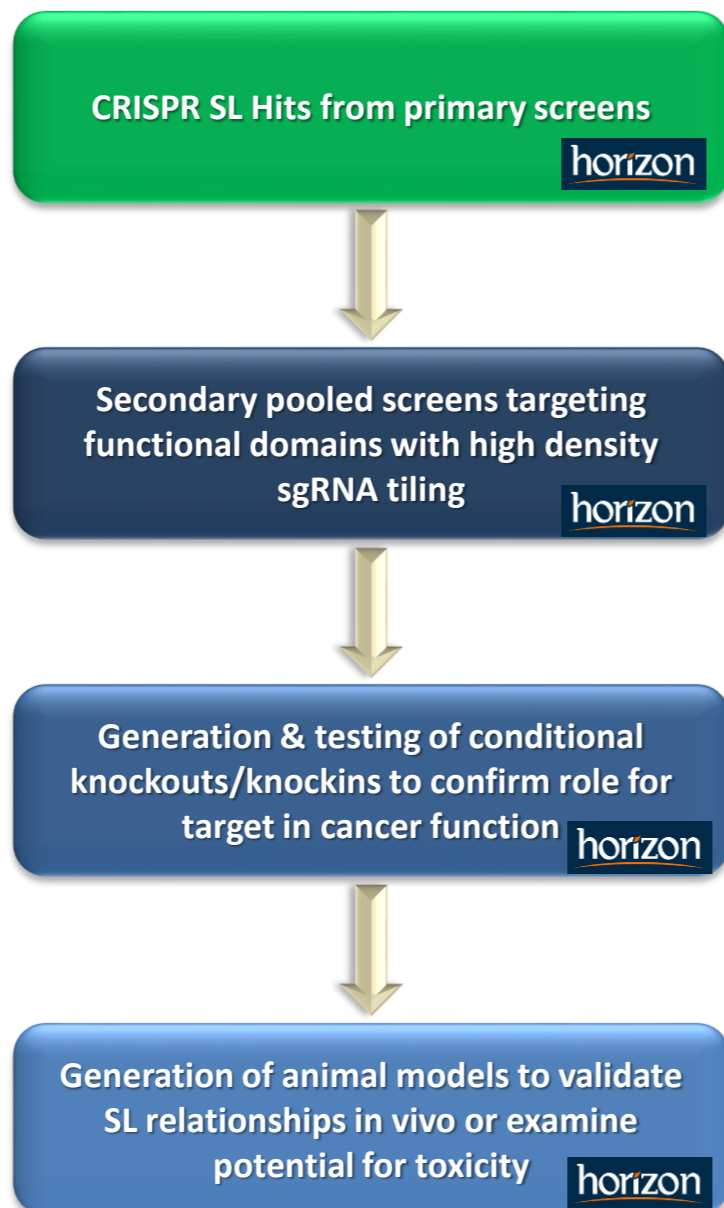 CRISPR SL Hits from primary screens
horizon
Secondary pooled screens targeting
functional domains with high density
sgRNA tiling
horizon
Generation & testing of conditional
knockouts/knockins to confirm role for
target in cancer function
horizon
Generation of animal models to validate
SL relationships in vivo or examine
potential for toxicity
horizon